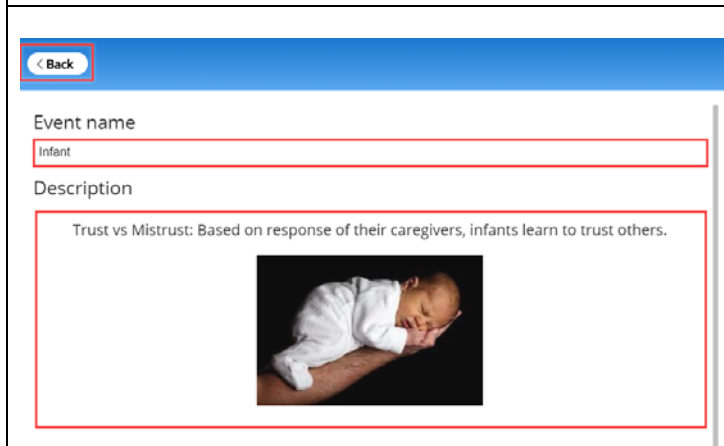 < Back
Event name
Infant
Description
Trust vs Mistrust: Based on response of their caregivers, infants learn to trust others.